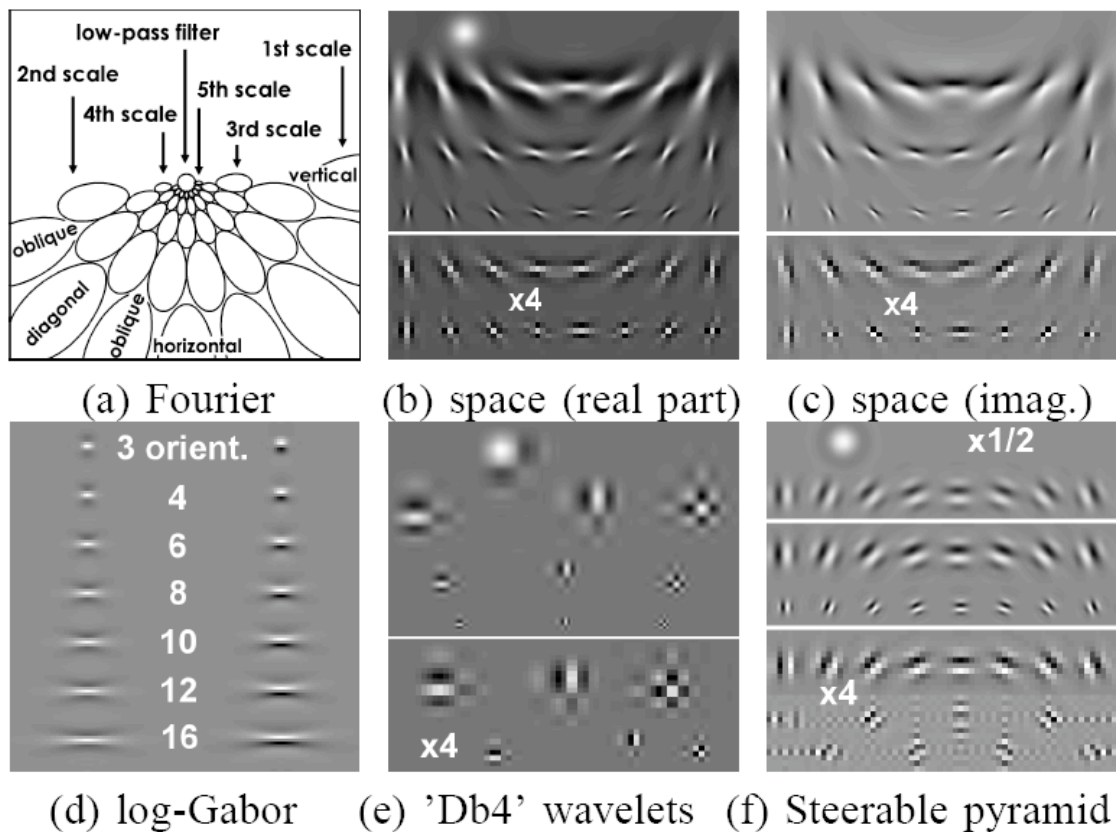 low-pass filter
1st scale
2nd scale
5th scale
4th scale
3rd scale
vertical
oblique
diagonal
oblique
horizontal
x4
x4
(a) Fourier
(b) space (real part)
(c) space (imag.)
3 orient.
4
6
8
10
12
16
x4
x1/2
x4
(d) log-Gabor
(e) 'Db4' wavelets
(f) Steerable pyramid